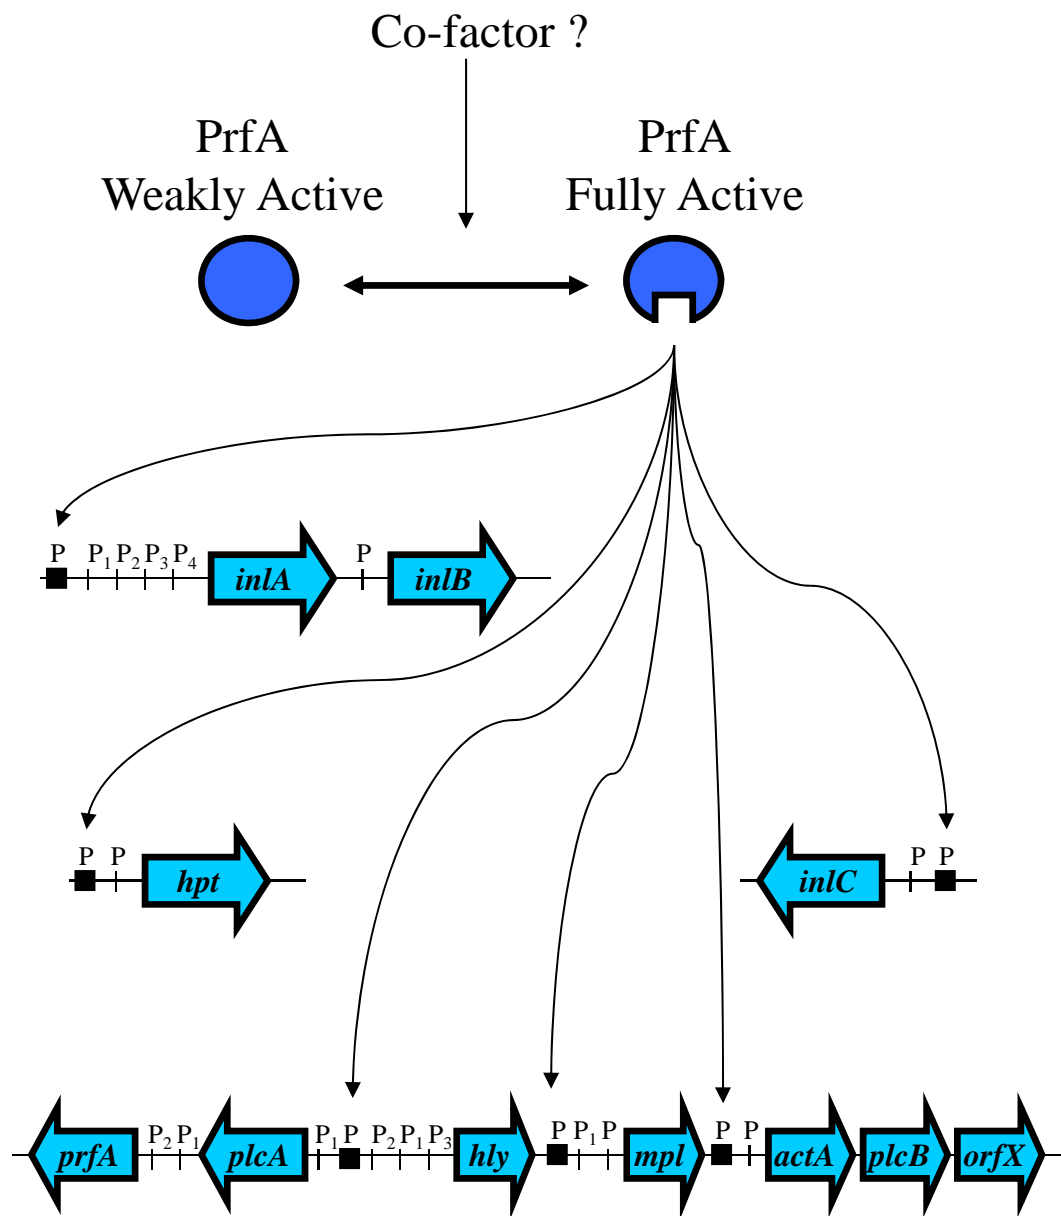 Co-factor ?
PrfA PrfA
Weakly Active Fully Active
P P₁ P₂ P₃ P₄ inlA P inlB
P P hpt inlC P P
prfA P₂ P₁ plcA P₁ P P₂ P₁ P₃ hly P P₁ P mpl P P actA plcB orfX